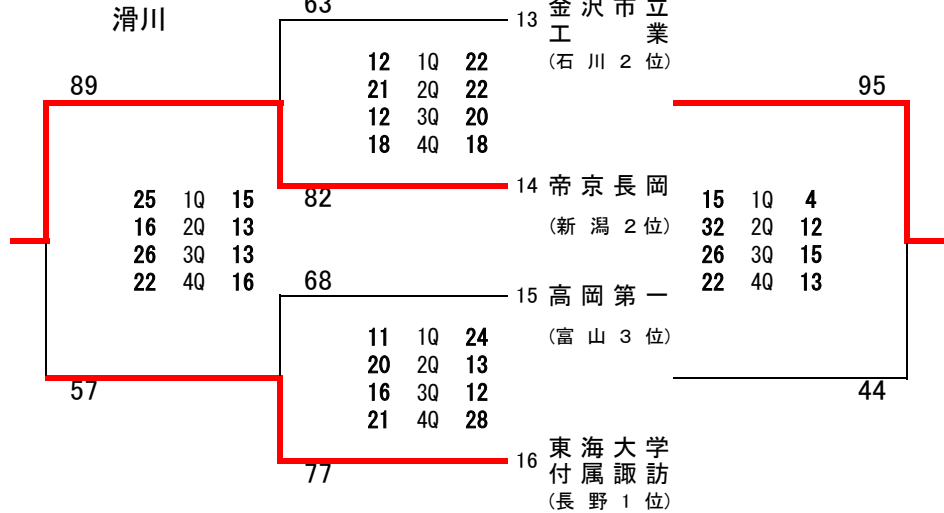 滑川
63
13 金沢市立
工業
(石川2位)
12 1Q 22
21 2Q 22
12 3Q 20
18 4Q 18
89
95
14 帝京長岡
82
(新潟2位)
25 1Q 15
16 2Q 13
26 3Q 13
22 4Q 16
15 1Q 4
32 2Q 12
26 3Q 15
22 4Q 13
68
15 高岡第一
(富山3位)
11 1Q 24
20 2Q 13
16 3Q 12
21 4Q 28
57
44
16 東海大学
付属諏訪
77
(長野1位)